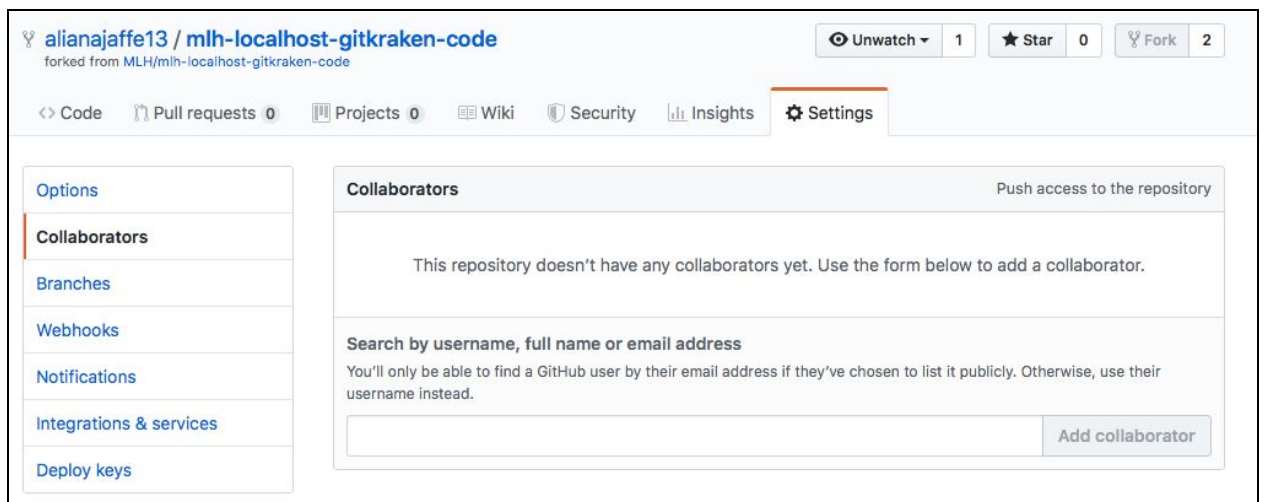 alianajaffe13 / mlh-localhost-gitkraken-code
forked from MLH/mlh-localhost-gitkraken-code
Unwatch 1 Star 0 Fork 2
Code Pull requests 0 Projects 0 Wiki Security Insights Settings
Options
Collaborators
Branches
Webhooks
Notifications
Integrations & services
Deploy keys
Collaborators Push access to the repository
This repository doesn't have any collaborators yet. Use the form below to add a collaborator.
Search by username, full name or email address
You'll only be able to find a GitHub user by their email address if they've chosen to list it publicly. Otherwise, use their
username instead.
Add collaborator